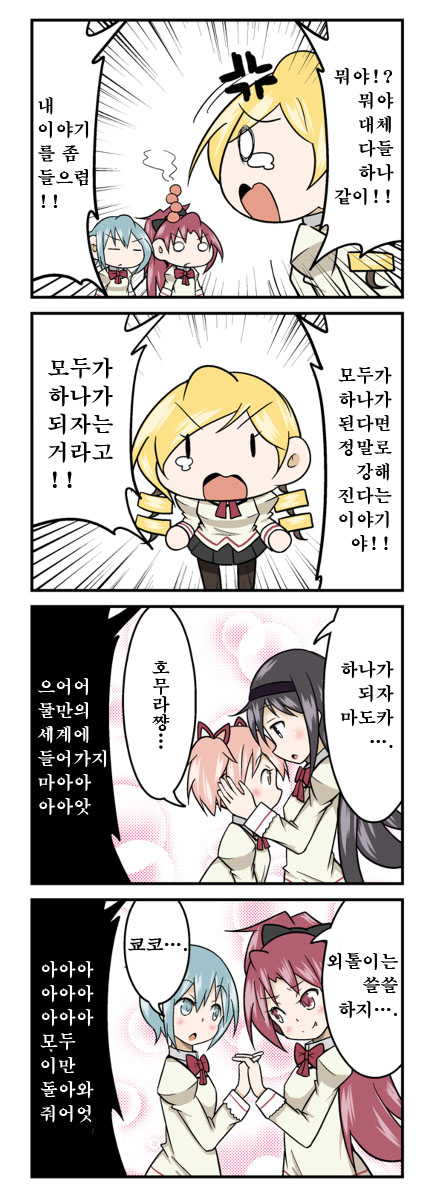 뭐야!?
뭐야
대체
다들
하나
같이!!
내
이야기
를 좀
들으렴
!!
모두가
하나가
된다면
정말로
강해
진다는
이야기
야!!
모두가
하나가
되자는
거라고
!!
하나가
되자
마도카
….
호
무
라
쨩
…
으어어
둘만의
세계에
들어가지
마아아
아아앗
외톨이는
쓸쓸
하지….
쿄코….
아아아
아아아
아아아
모두
이만
돌아와
줘어엇